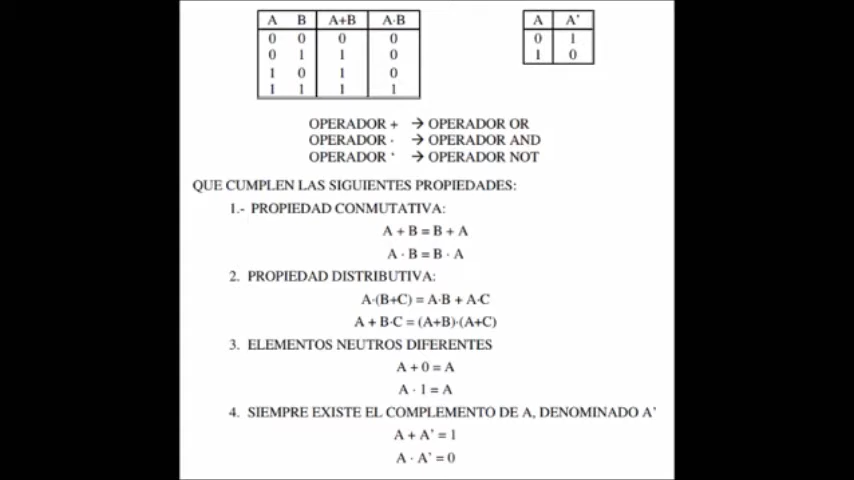 A B A+B A·B
0 0 0 0
0 1 1 0
1 0 1 0
1 1 1 1
A A'
0 1
1 0
OPERADOR + → OPERADOR OR
OPERADOR · → OPERADOR AND
OPERADOR ' → OPERADOR NOT
QUE CUMPLEN LAS SIGUIENTES PROPIEDADES:
1.- PROPIEDAD CONMUTATIVA:
A + B = B + A
A · B = B · A
2. PROPIEDAD DISTRIBUTIVA:
A·(B+C) = A·B + A·C
A + B·C = (A+B)·(A+C)
3. ELEMENTOS NEUTROS DIFERENTES
A + 0 = A
A · 1 = A
4. SIEMPRE EXISTE EL COMPLEMENTO DE A, DENOMINADO A'
A + A' = 1
A · A' = 0